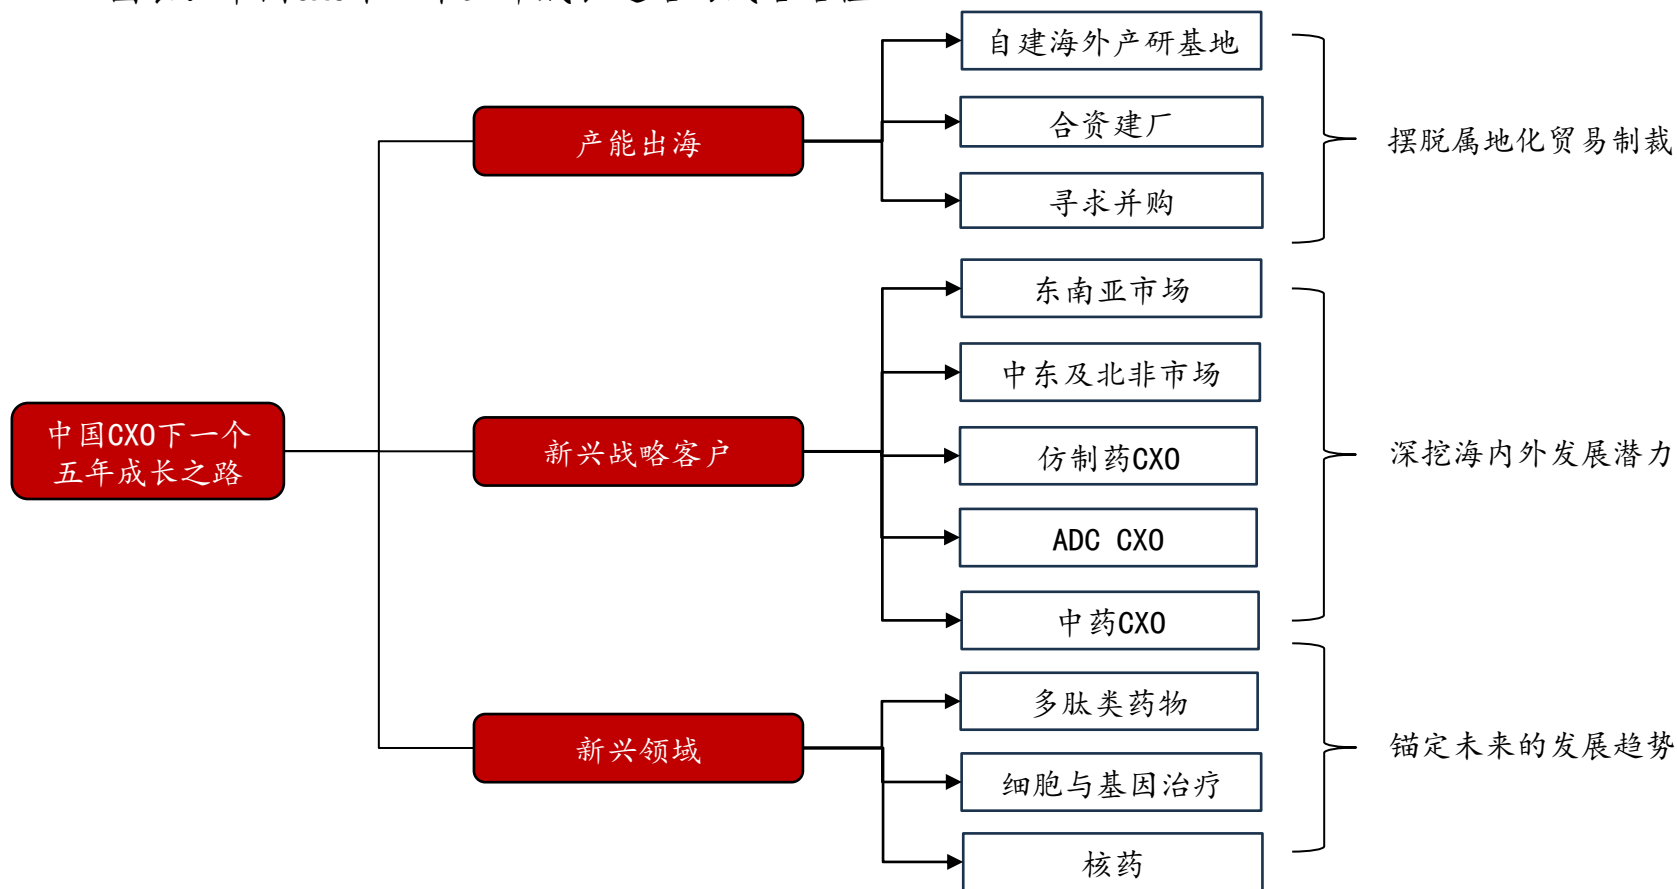 产能出海
自建海外产研基地
合资建厂
寻求并购
摆脱属地化贸易制裁
中国CXO下一个
五年成长之路
新兴战略客户
东南亚市场
中东及北非市场
仿制药CXO
ADC CXO
中药CXO
深挖海内外发展潜力
新兴领域
多肽类药物
细胞与基因治疗
核药
锚定未来的发展趋势